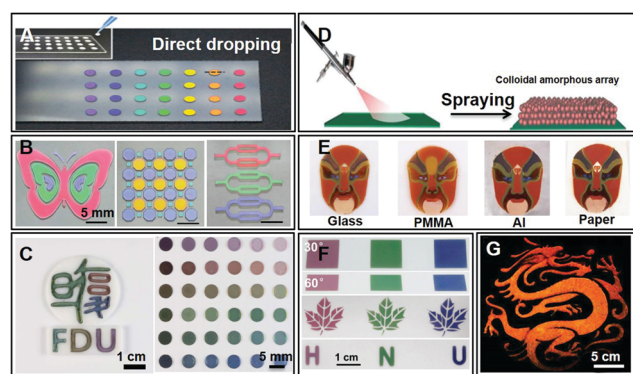 A
Direct dropping
B
5 mm
C
FDU
1 cm
5 mm
D
Colloidal amorphous array
Spraying
E
Glass
PMMA
Al
Paper
F
30°
60°
H
N
U
1 cm
G
5 cm